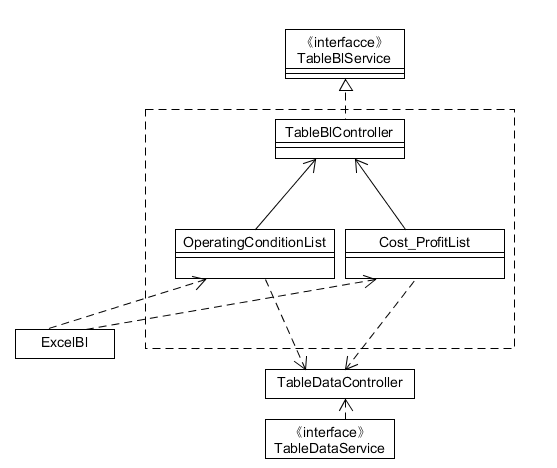 《interfacce》
TableBlService
TableBlController
OperatingConditionList
Cost_ProfitList
ExcelBl
TableDataController
《interface》
TableDataService